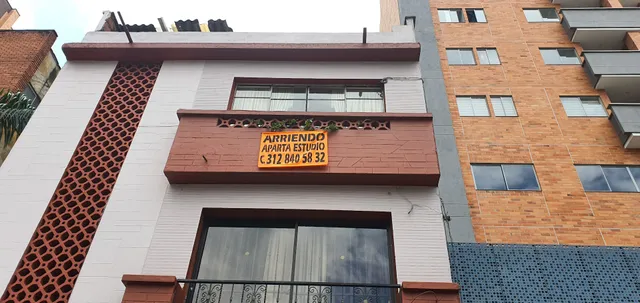 ARRIENDO
APARTA ESTUDIO
C. 312 840 58 32